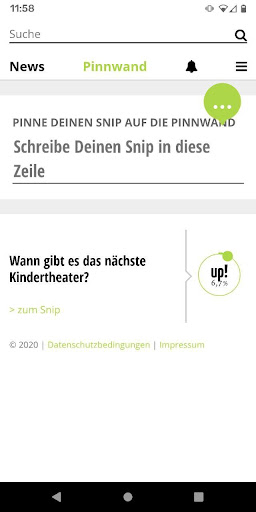 11:58
Suche
News Pinnwand
PINNE DEINEN SNIP AUF DIE PINNWAND
Schreibe Deinen Snip in diese
Zeile
Wann gibt es das nächste
Kindertheater?
up!
6,7%
> zum Snip
© 2020 | Datenschutzbedingungen | Impressum